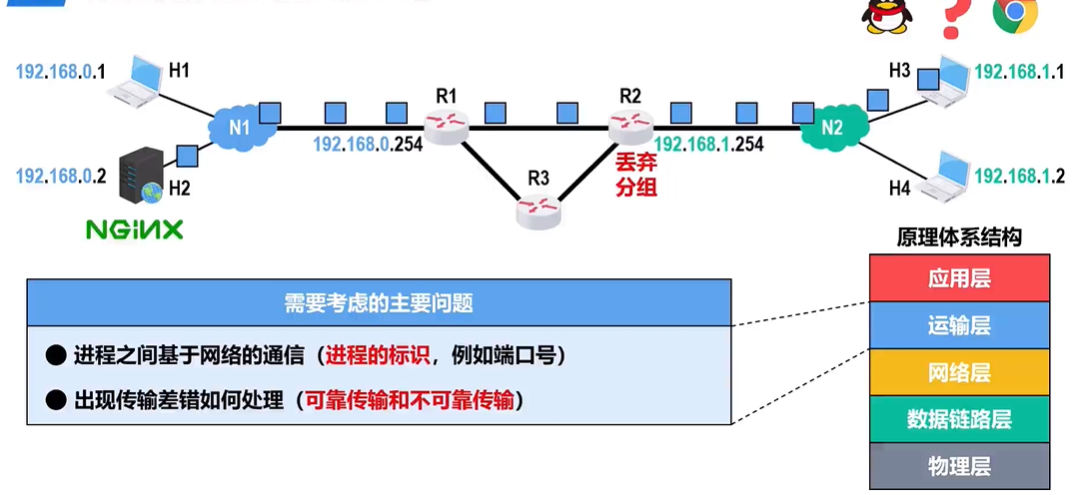 192.168.0.1
H1
H3
192.168.1.1
N1
R1
R2
N2
192.168.0.254
192.168.1.254
丢弃
分组
192.168.0.2
H2
R3
H4
192.168.1.2
NGiNX
原理体系结构
应用层
运输层
网络层
数据链路层
物理层
需要考虑的主要问题
● 进程之间基于网络的通信（进程的标识，例如端口号）
● 出现传输差错如何处理（可靠传输和不可靠传输）
?